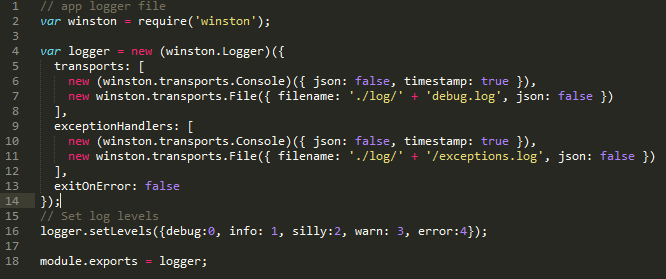 1 // app logger file
2 var winston = require('winston');
3
4 var logger = new (winston.Logger)({
5   transports: [
6     new (winston.transports.Console)({ json: false, timestamp: true }),
7     new winston.transports.File({ filename: './log/' + 'debug.log', json: false })
8   ],
9   exceptionHandlers: [
10     new (winston.transports.Console)({ json: false, timestamp: true }),
11     new winston.transports.File({ filename: './log/' + '/exceptions.log', json: false })
12   ],
13   exitOnError: false
14 });
15 // Set log levels
16 logger.setLevels({debug:0, info: 1, silly:2, warn: 3, error:4});
17
18 module.exports = logger;